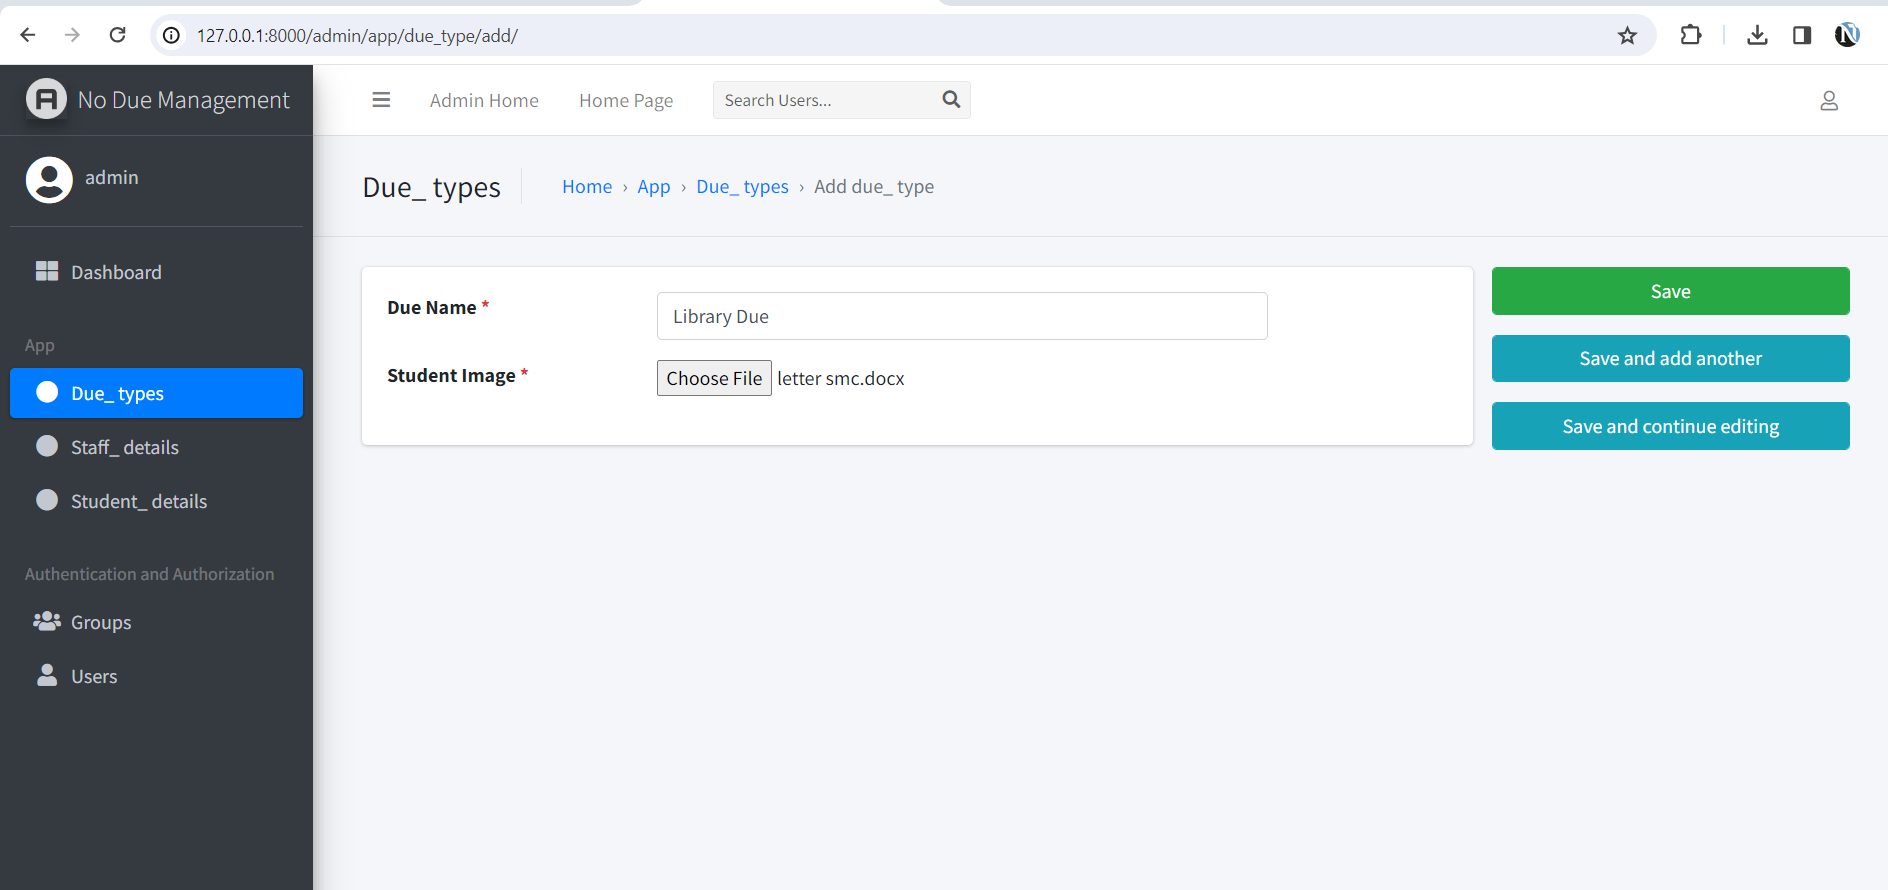 127.0.0.1:8000/admin/app/due_type/add/
No Due Management
Admin Home
Home Page
Search Users...
admin
Due_ types
Home › App › Due_ types › Add due_ type
Dashboard
App
Due_ types
Staff_ details
Student_ details
Authentication and Authorization
Groups
Users
Due Name *
Library Due
Student Image *
Choose File letter smc.docx
Save
Save and add another
Save and continue editing